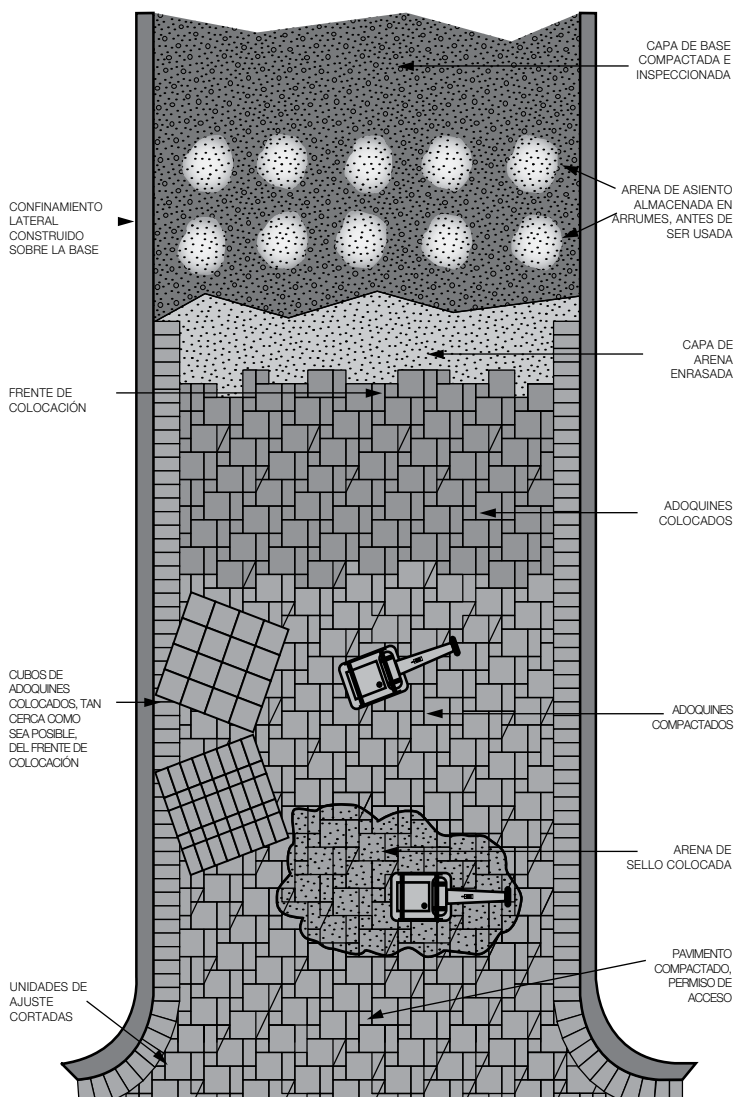 CAPA DE BASE
COMPACTADA E
INSPECCIONADA
ARENA DE ASIENTO
ALMACENADA EN
ARRUMES, ANTES DE
SER USADA
CONFINAMIENTO
LATERAL
CONSTRUIDO
SOBRE LA BASE
CAPA DE
ARENA
ENRASADA
FRENTE DE
COLOCACIÓN
ADOQUINES
COLOCADOS
CUBOS DE
ADOQUINES
COLOCADOS, TAN
CERCA COMO
SEA POSIBLE,
DEL FRENTE DE
COLOCACIÓN
ADOQUINES
COMPACTADOS
ARENA DE
SELLO COLOCADA
PAVIMENTO
COMPACTADO,
PERMISO DE
ACCESO
UNIDADES DE
AJUSTE
CORTADAS